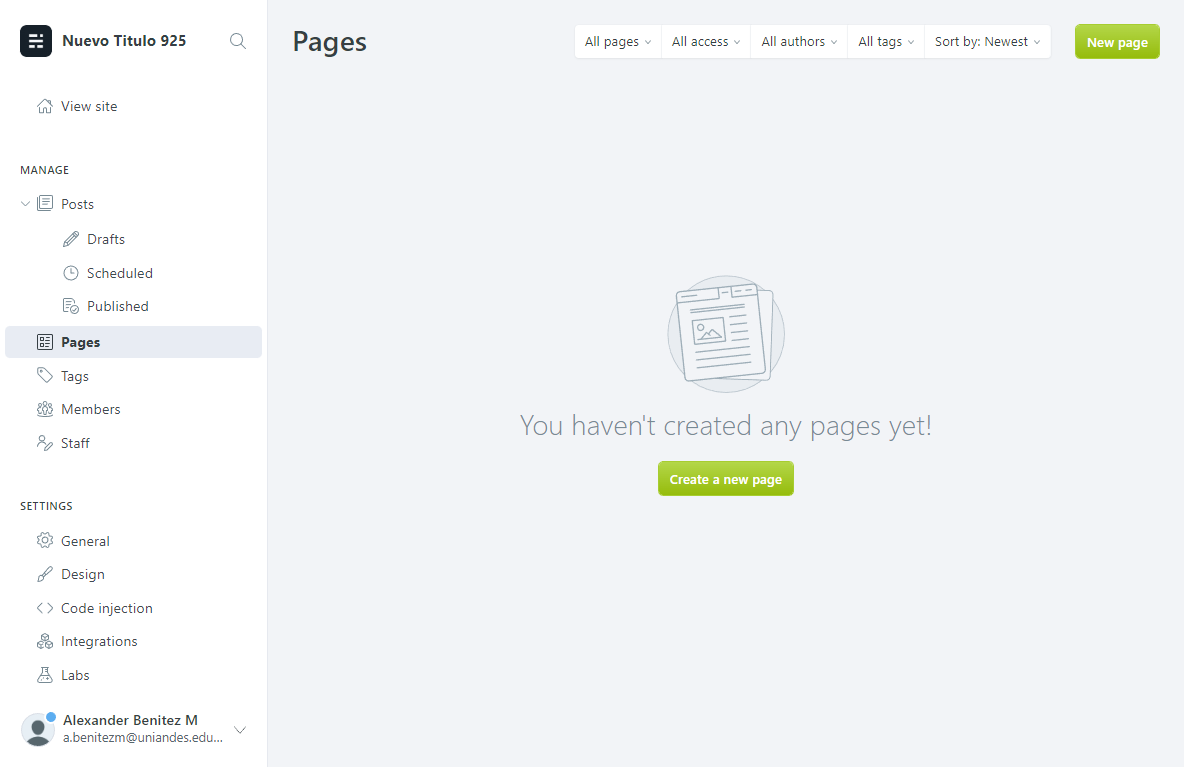 Nuevo Titulo 925
View site
MANAGE
Posts
Drafts
Scheduled
Published
Pages
Tags
Members
Staff
SETTINGS
General
Design
Code injection
Integrations
Labs
Alexander Benitez M
a.benitezm@uniandes.edu...
Pages
All pages
All access
All authors
All tags
Sort by: Newest
New page
You haven't created any pages yet!
Create a new page